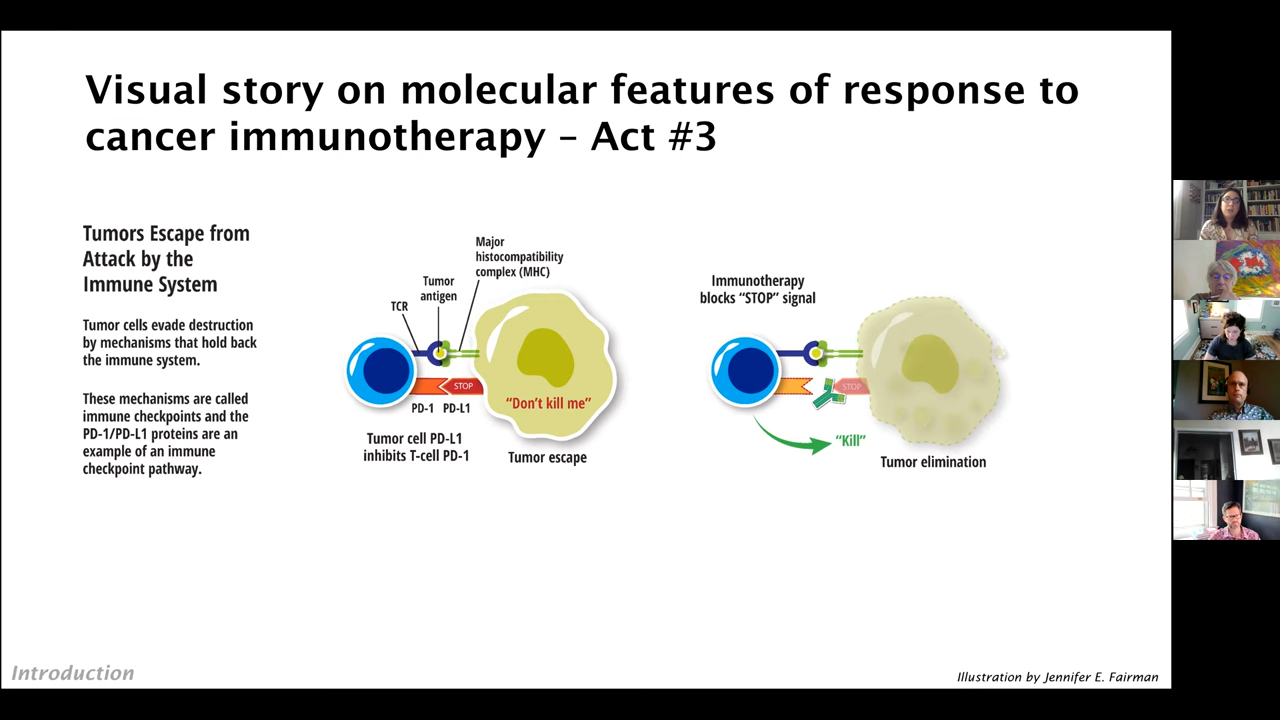 Visual story on molecular features of response to
cancer immunotherapy – Act #3
Tumors Escape from
Attack by the
Immune System
Tumor cells evade destruction
by mechanisms that hold back
the immune system.
These mechanisms are called
immune checkpoints and the
PD-1/PD-L1 proteins are an
example of an immune
checkpoint pathway.
Major
histocompatibility
complex (MHC)
Tumor
antigen
TCR
STOP
"Don't kill me"
PD-1 PD-L1
Tumor cell PD-L1
inhibits T-cell PD-1
Tumor escape
Immunotherapy
blocks "STOP" signal
STOP
"Kill"
Tumor elimination
Introduction
Illustration by Jennifer E. Fairman